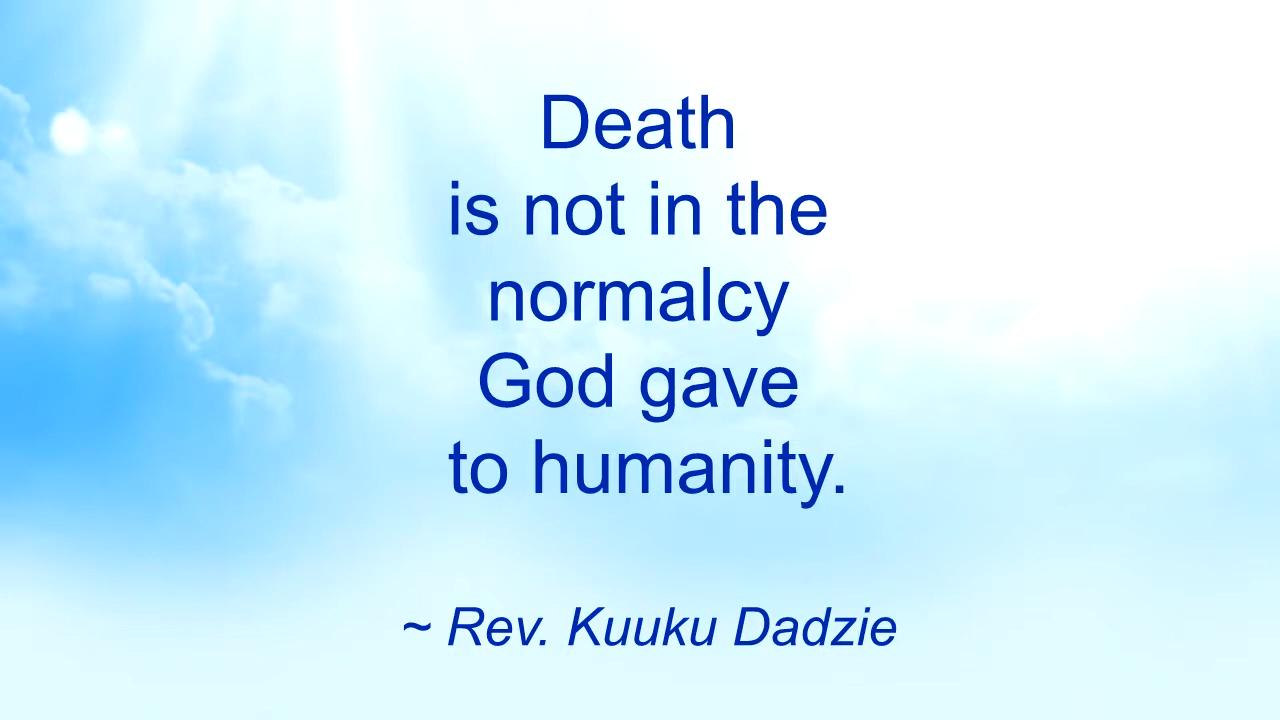 Death
is not in the
normalcy
God gave
to humanity.
~ Rev. Kuuku Dadzie